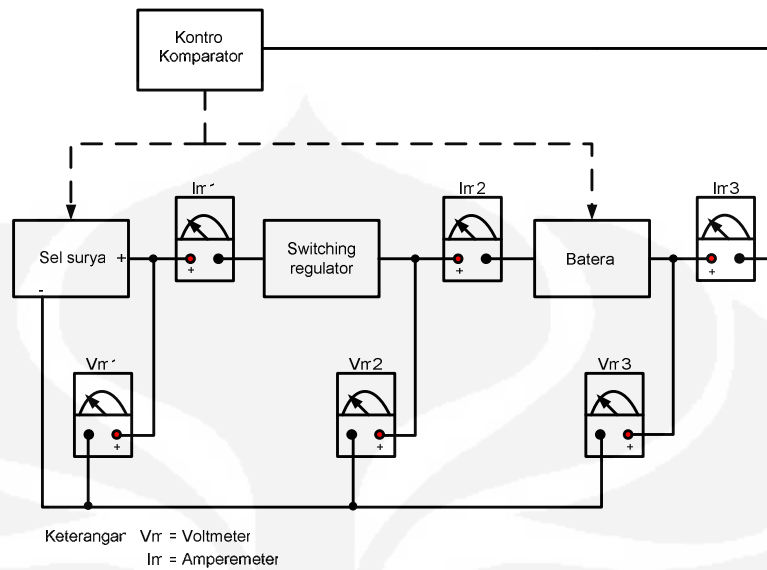 Kontro
Komparator
Im1
Im2
Im3
Sel surya
+
-
Switching
regulator
Batera
+
+
+
Vm1
Vm2
Vm3
+
+
+
Keterangan Vm = Voltmeter
Im = Amperemeter